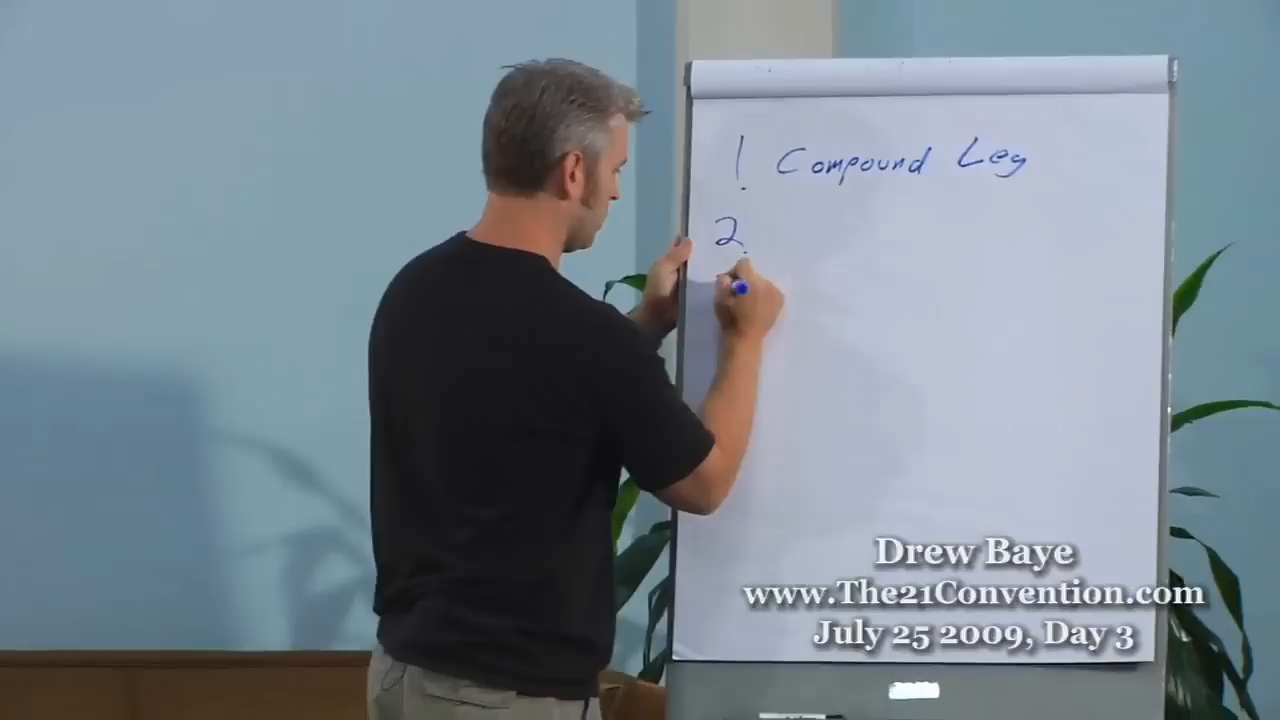 1. Compound Leg
2.
Drew Baye
www.The21Convention.com
July 25 2009, Day 3